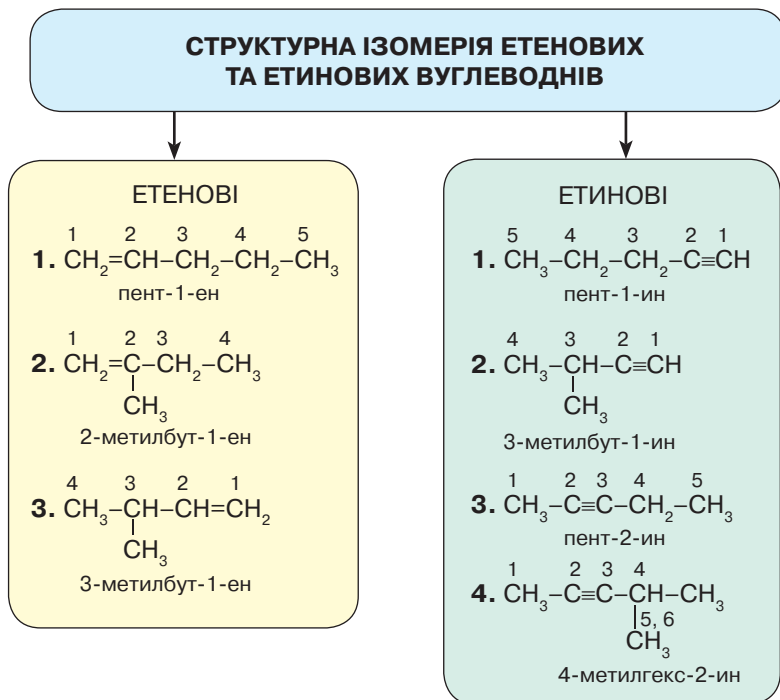 СТРУКТУРНА ІЗОМЕРІЯ ЕТЕНОВИХ
ТА ЕТИНОВИХ ВУГЛЕВОДНІВ
ЕТЕНОВІ
1 2 3 4 5
1. CH₂=CH–CH₂–CH₂–CH₃
пент-1-ен
1 2 3 4
2. CH₂=C–CH₂–CH₃
CH₃
2-метилбут-1-ен
4 3 2 1
3. CH₃–CH–CH=CH₂
CH₃
3-метилбут-1-ен
ЕТИНОВІ
5 4 3 2 1
1. CH₃–CH₂–CH₂–C≡CH
пент-1-ин
4 3 2 1
2. CH₃–CH–C≡CH
CH₃
3-метилбут-1-ин
1 2 3 4 5
3. CH₃–C≡C–CH₂–CH₃
пент-2-ин
1 2 3 4
4. CH₃–C≡C–CH–CH₃
5, 6
CH₃
4-метилгекс-2-ин